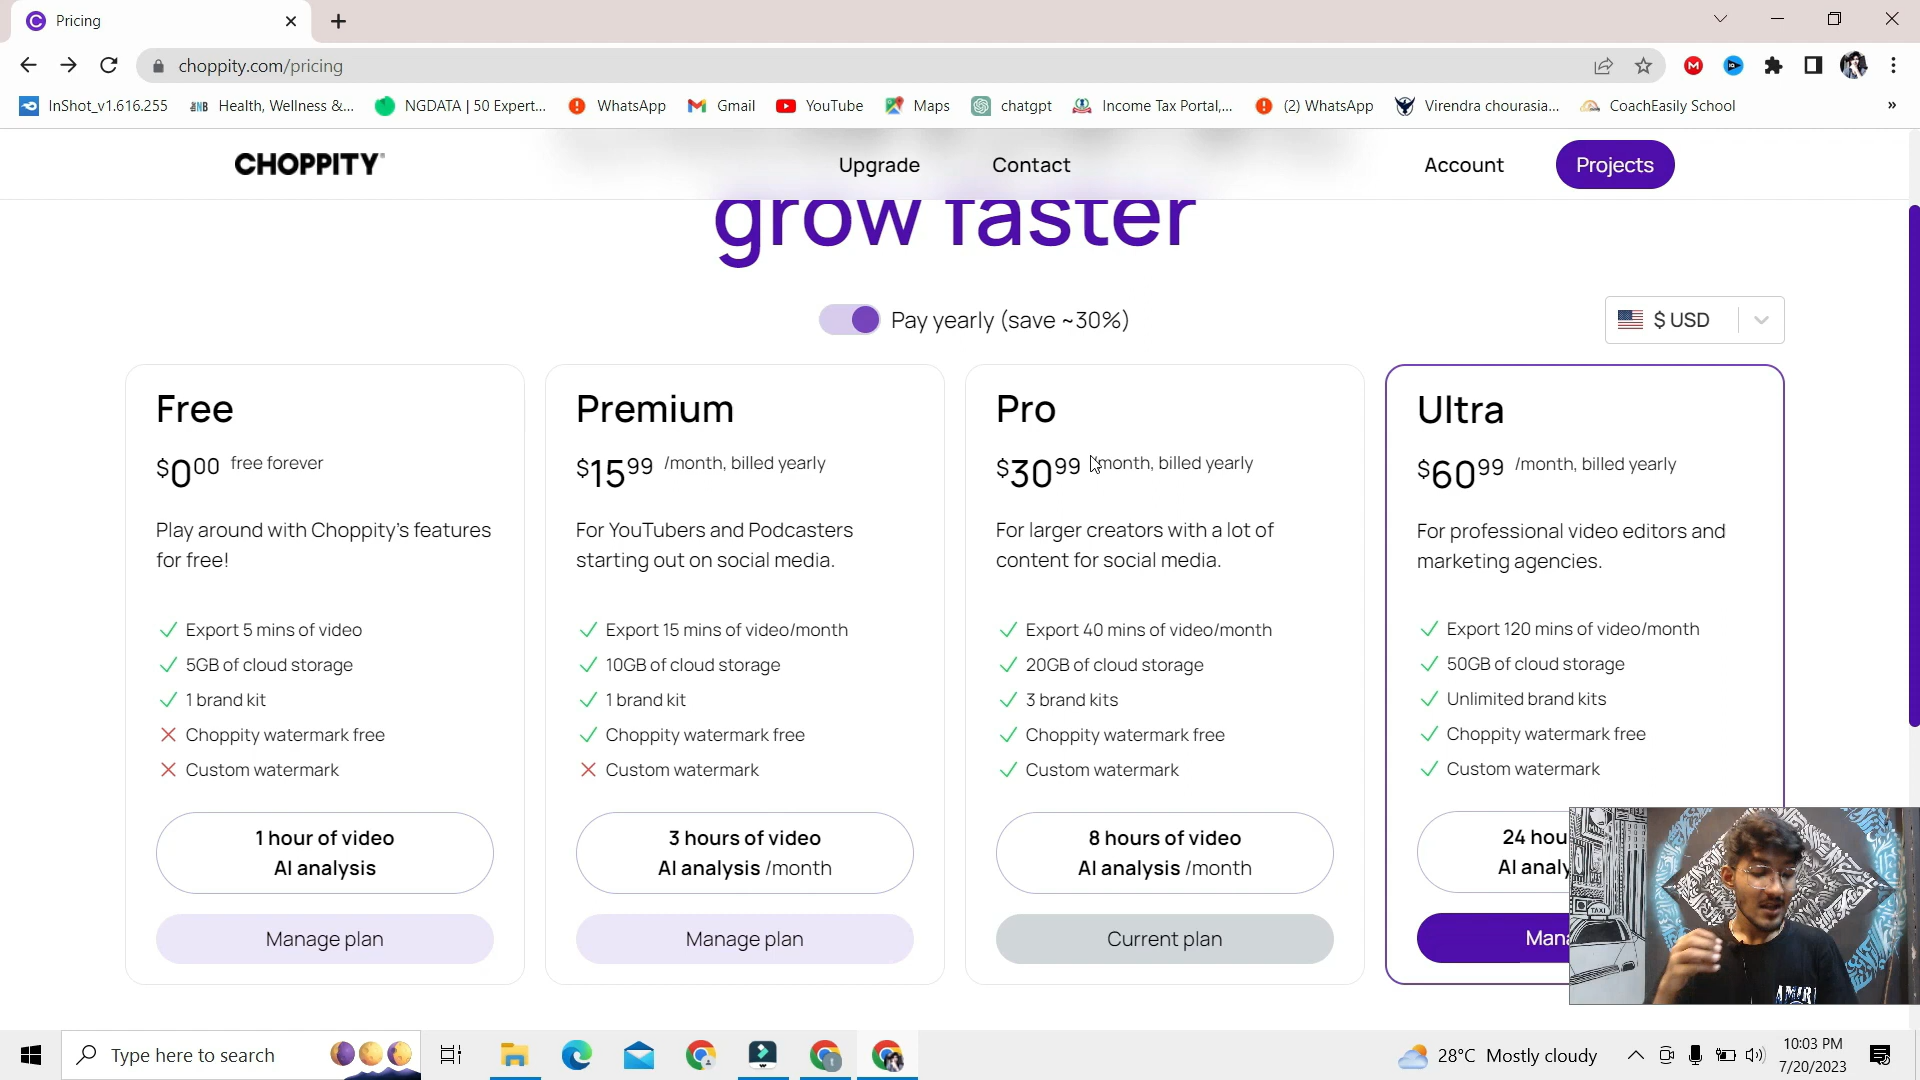 Pricing
choppity.com/pricing
InShot_v1.616.255
Health, Wellness &...
NGDATA | 50 Expert...
WhatsApp
Gmail
YouTube
Maps
chatgpt
Income Tax Portal,...
(2) WhatsApp
Virendra chourasia...
CoachEasily School
»
CHOPPITY
Upgrade
Contact
Account
Projects
grow faster
Pay yearly (save ~30%)
$ USD
Free
$0.00 free forever
Play around with Choppity's features
for free!
Export 5 mins of video
5GB of cloud storage
1 brand kit
Choppity watermark free
Custom watermark
1 hour of video
AI analysis
Manage plan
Premium
$15.99 /month, billed yearly
For YouTubers and Podcasters
starting out on social media.
Export 15 mins of video/month
10GB of cloud storage
1 brand kit
Choppity watermark free
Custom watermark
3 hours of video
AI analysis /month
Manage plan
Pro
$30.99 /month, billed yearly
For larger creators with a lot of
content for social media.
Export 40 mins of video/month
20GB of cloud storage
3 brand kits
Choppity watermark free
Custom watermark
8 hours of video
AI analysis /month
Current plan
Ultra
$60.99 /month, billed yearly
For professional video editors and
marketing agencies.
Export 120 mins of video/month
50GB of cloud storage
Unlimited brand kits
Choppity watermark free
Custom watermark
24 hou
AI analy
Mana
TAXI
Type here to search
28°C Mostly cloudy
10:03 PM
7/20/2023